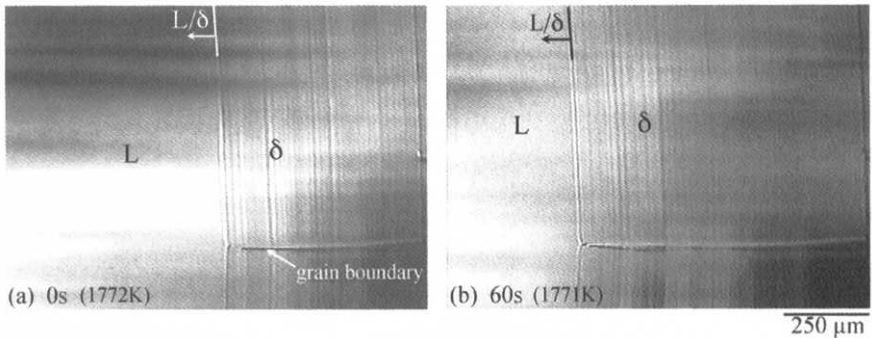 L/δ
L/δ
L
δ
L
δ
grain boundary
(a) 0s (1772K)
(b) 60s (1771K)
250 μm